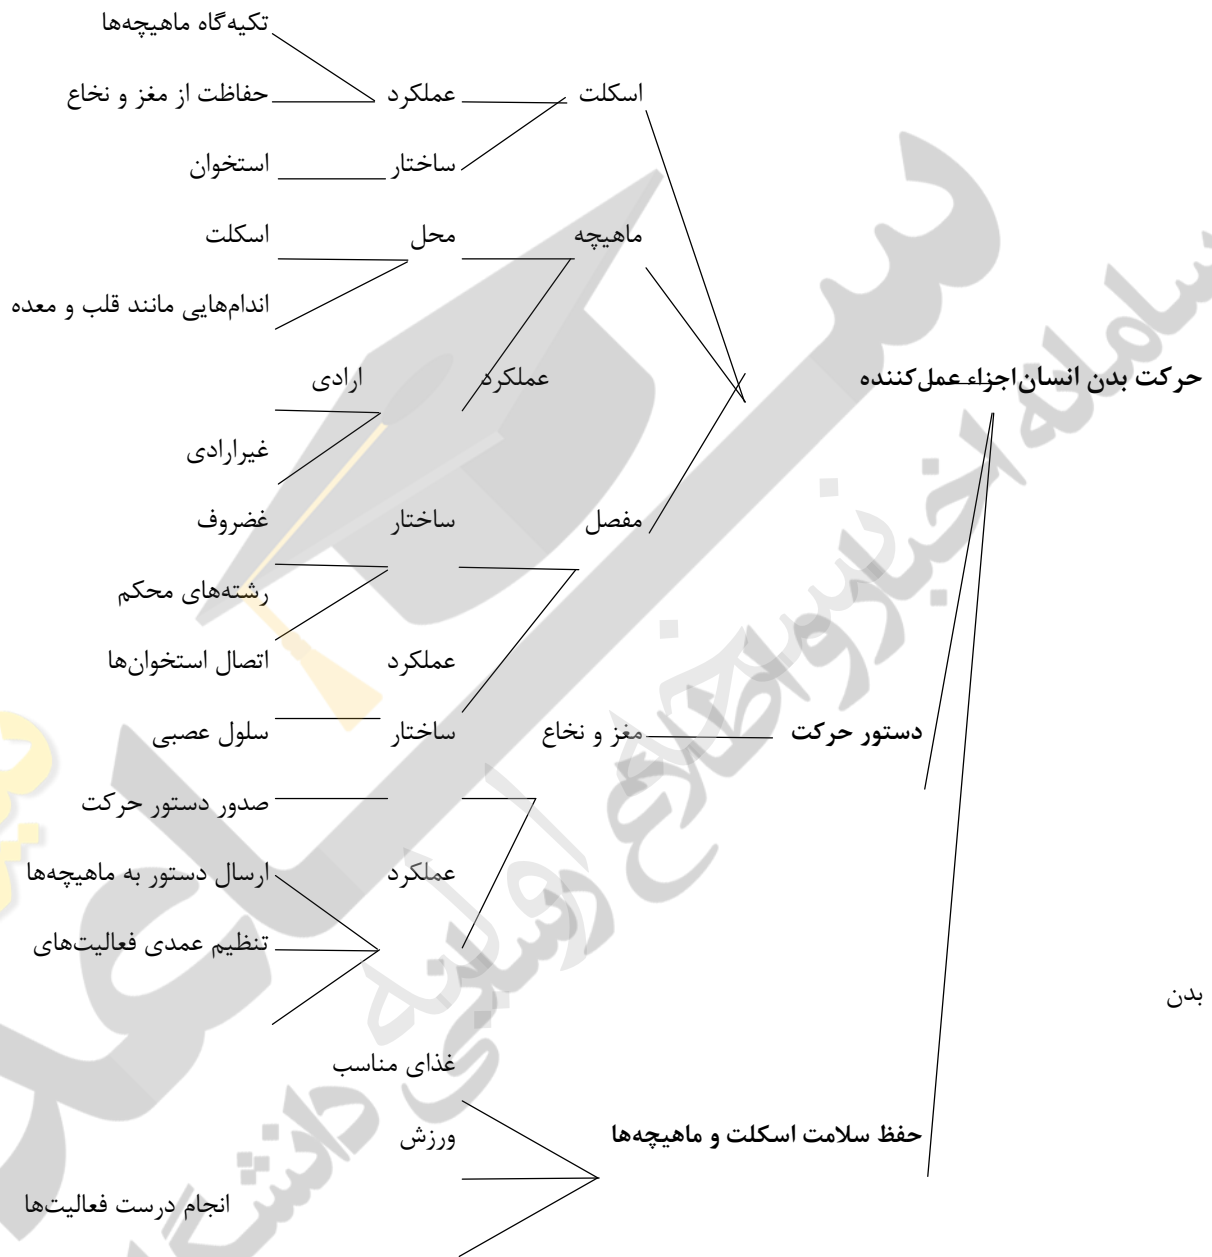 تکیه‌گاه ماهیچه‌ها
اسکلت عملکرد حفاظت از مغز و نخاع
ساختار استخوان
ماهیچه محل اسکلت
اندام‌هایی مانند قلب و معده
حرکت بدن انسان اجزاء عمل‌کننده عملکرد ارادی
غیرارادی
مفصل ساختار غضروف
رشته‌های محکم
عملکرد اتصال استخوان‌ها
دستور حرکت مغز و نخاع ساختار سلول عصبی
صدور دستور حرکت
عملکرد ارسال دستور به ماهیچه‌ها
تنظیم عمدی فعالیت‌های
بدن
غذای مناسب
حفظ سلامت اسکلت و ماهیچه‌ها ورزش
انجام درست فعالیت‌ها